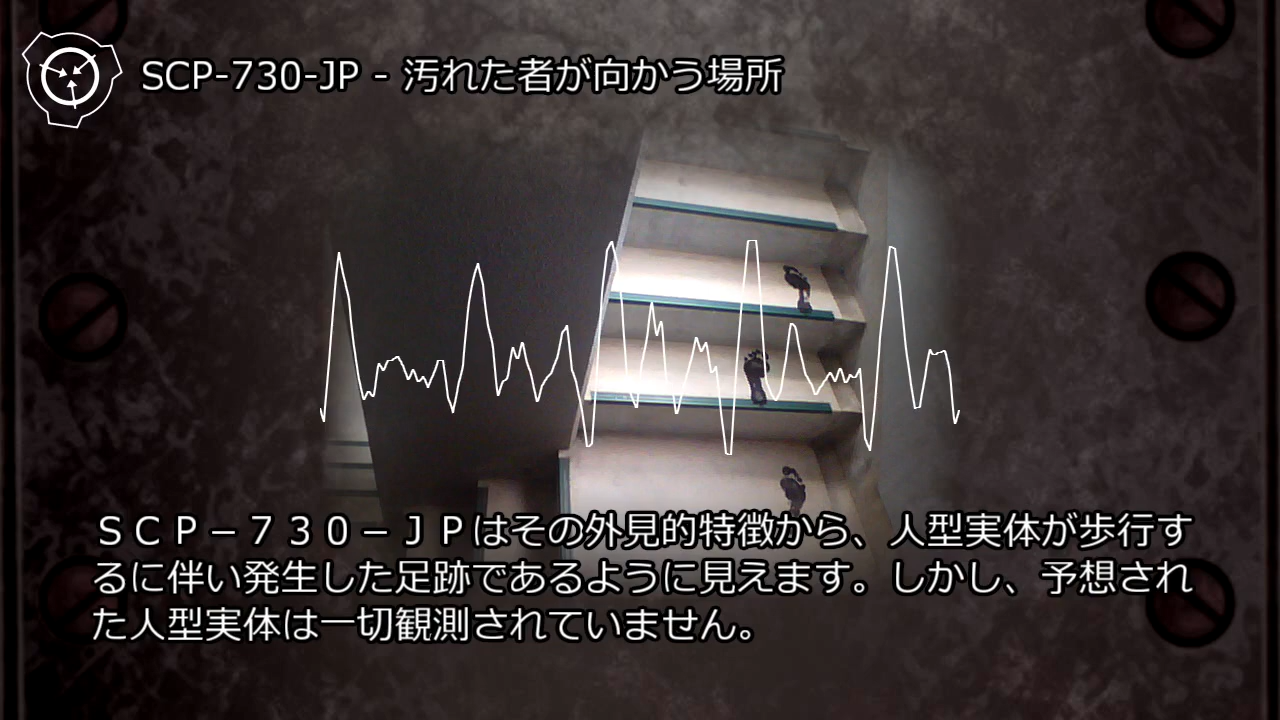 SCP-730-JP - 汚れた者が向かう場所
ＳＣＰ－７３０－ＪＰはその外見的特徴から、人型実体が歩行す
るに伴い発生した足跡であるように見えます。しかし、予想され
た人型実体は一切観測されていません。